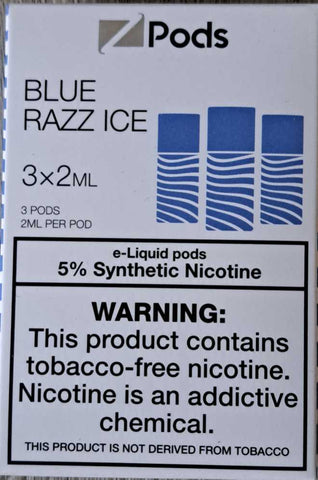 Z Pods
BLUE
RAZZ ICE
3×2ML
3 PODS
2ML PER POD
e-Liquid pods
5% Synthetic Nicotine
WARNING:
This product contains
tobacco-free nicotine.
Nicotine is an addictive
chemical.
THIS PRODUCT IS NOT DERIVED FROM TOBACCO